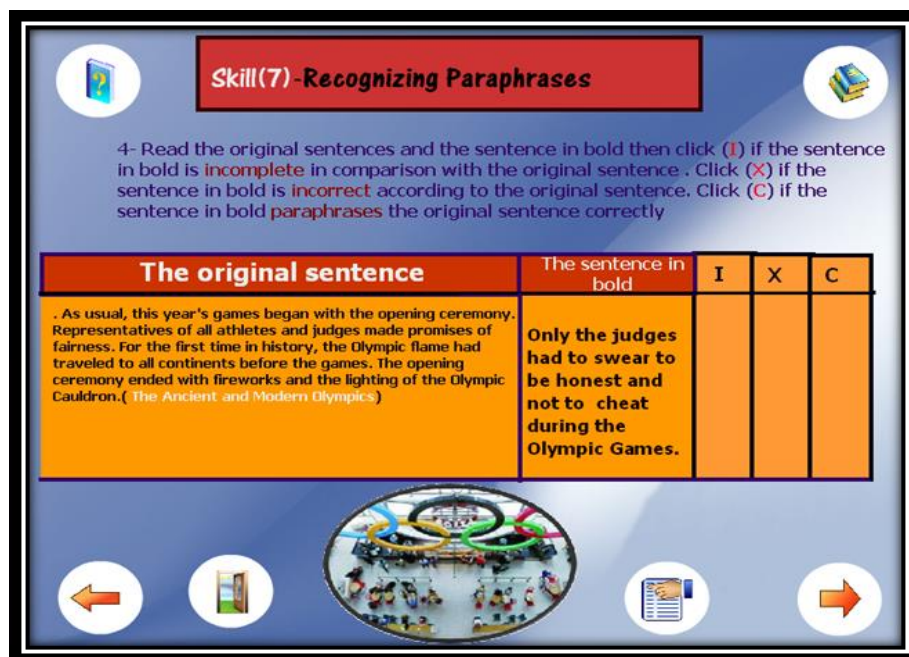 Skill(7)-Recognizing Paraphrases
4- Read the original sentences and the sentence in bold then click (I) if the sentence
in bold is incomplete in comparison with the original sentence . Click (X) if the
sentence in bold is incorrect according to the original sentence. Click (C) if the
sentence in bold paraphrases the original sentence correctly
The original sentence
The sentence in
bold
I
X
C
. As usual, this year's games began with the opening ceremony.
Representatives of all athletes and judges made promises of
fairness. For the first time in history, the Olympic flame had
traveled to all continents before the games. The opening
ceremony ended with fireworks and the lighting of the Olympic
Cauldron.( The Ancient and Modern Olympics)
Only the judges
had to swear to
be honest and
not to cheat
during the
Olympic Games.